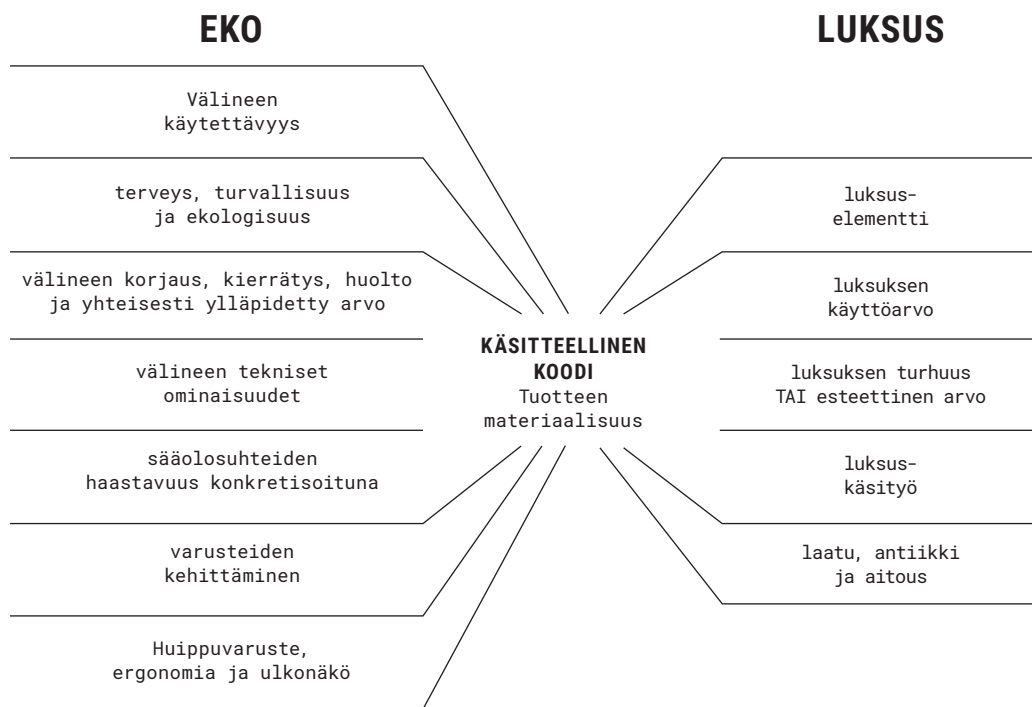 EKO
Välineen
käytettävyys
terveys, turvallisuus
ja ekologisuus
välineen korjaus, kierrätys, huolto
ja yhteisesti ylläpidetty arvo
välineen tekniset
ominaisuudet
sääolosuhteiden
haastavuus konkretisoituna
varusteiden
kehittäminen
Huippuvaruste,
ergonomia ja ulkonäkö
KÄSITTEELLINEN
KOODI
Tuotteen
materiaalisuus
LUKSUS
luksus-
elementti
luksuksen
käyttöarvo
luksuksen turhuus
TAI esteettinen arvo
luksus-
käsityö
laatu, antiikki
ja aitous